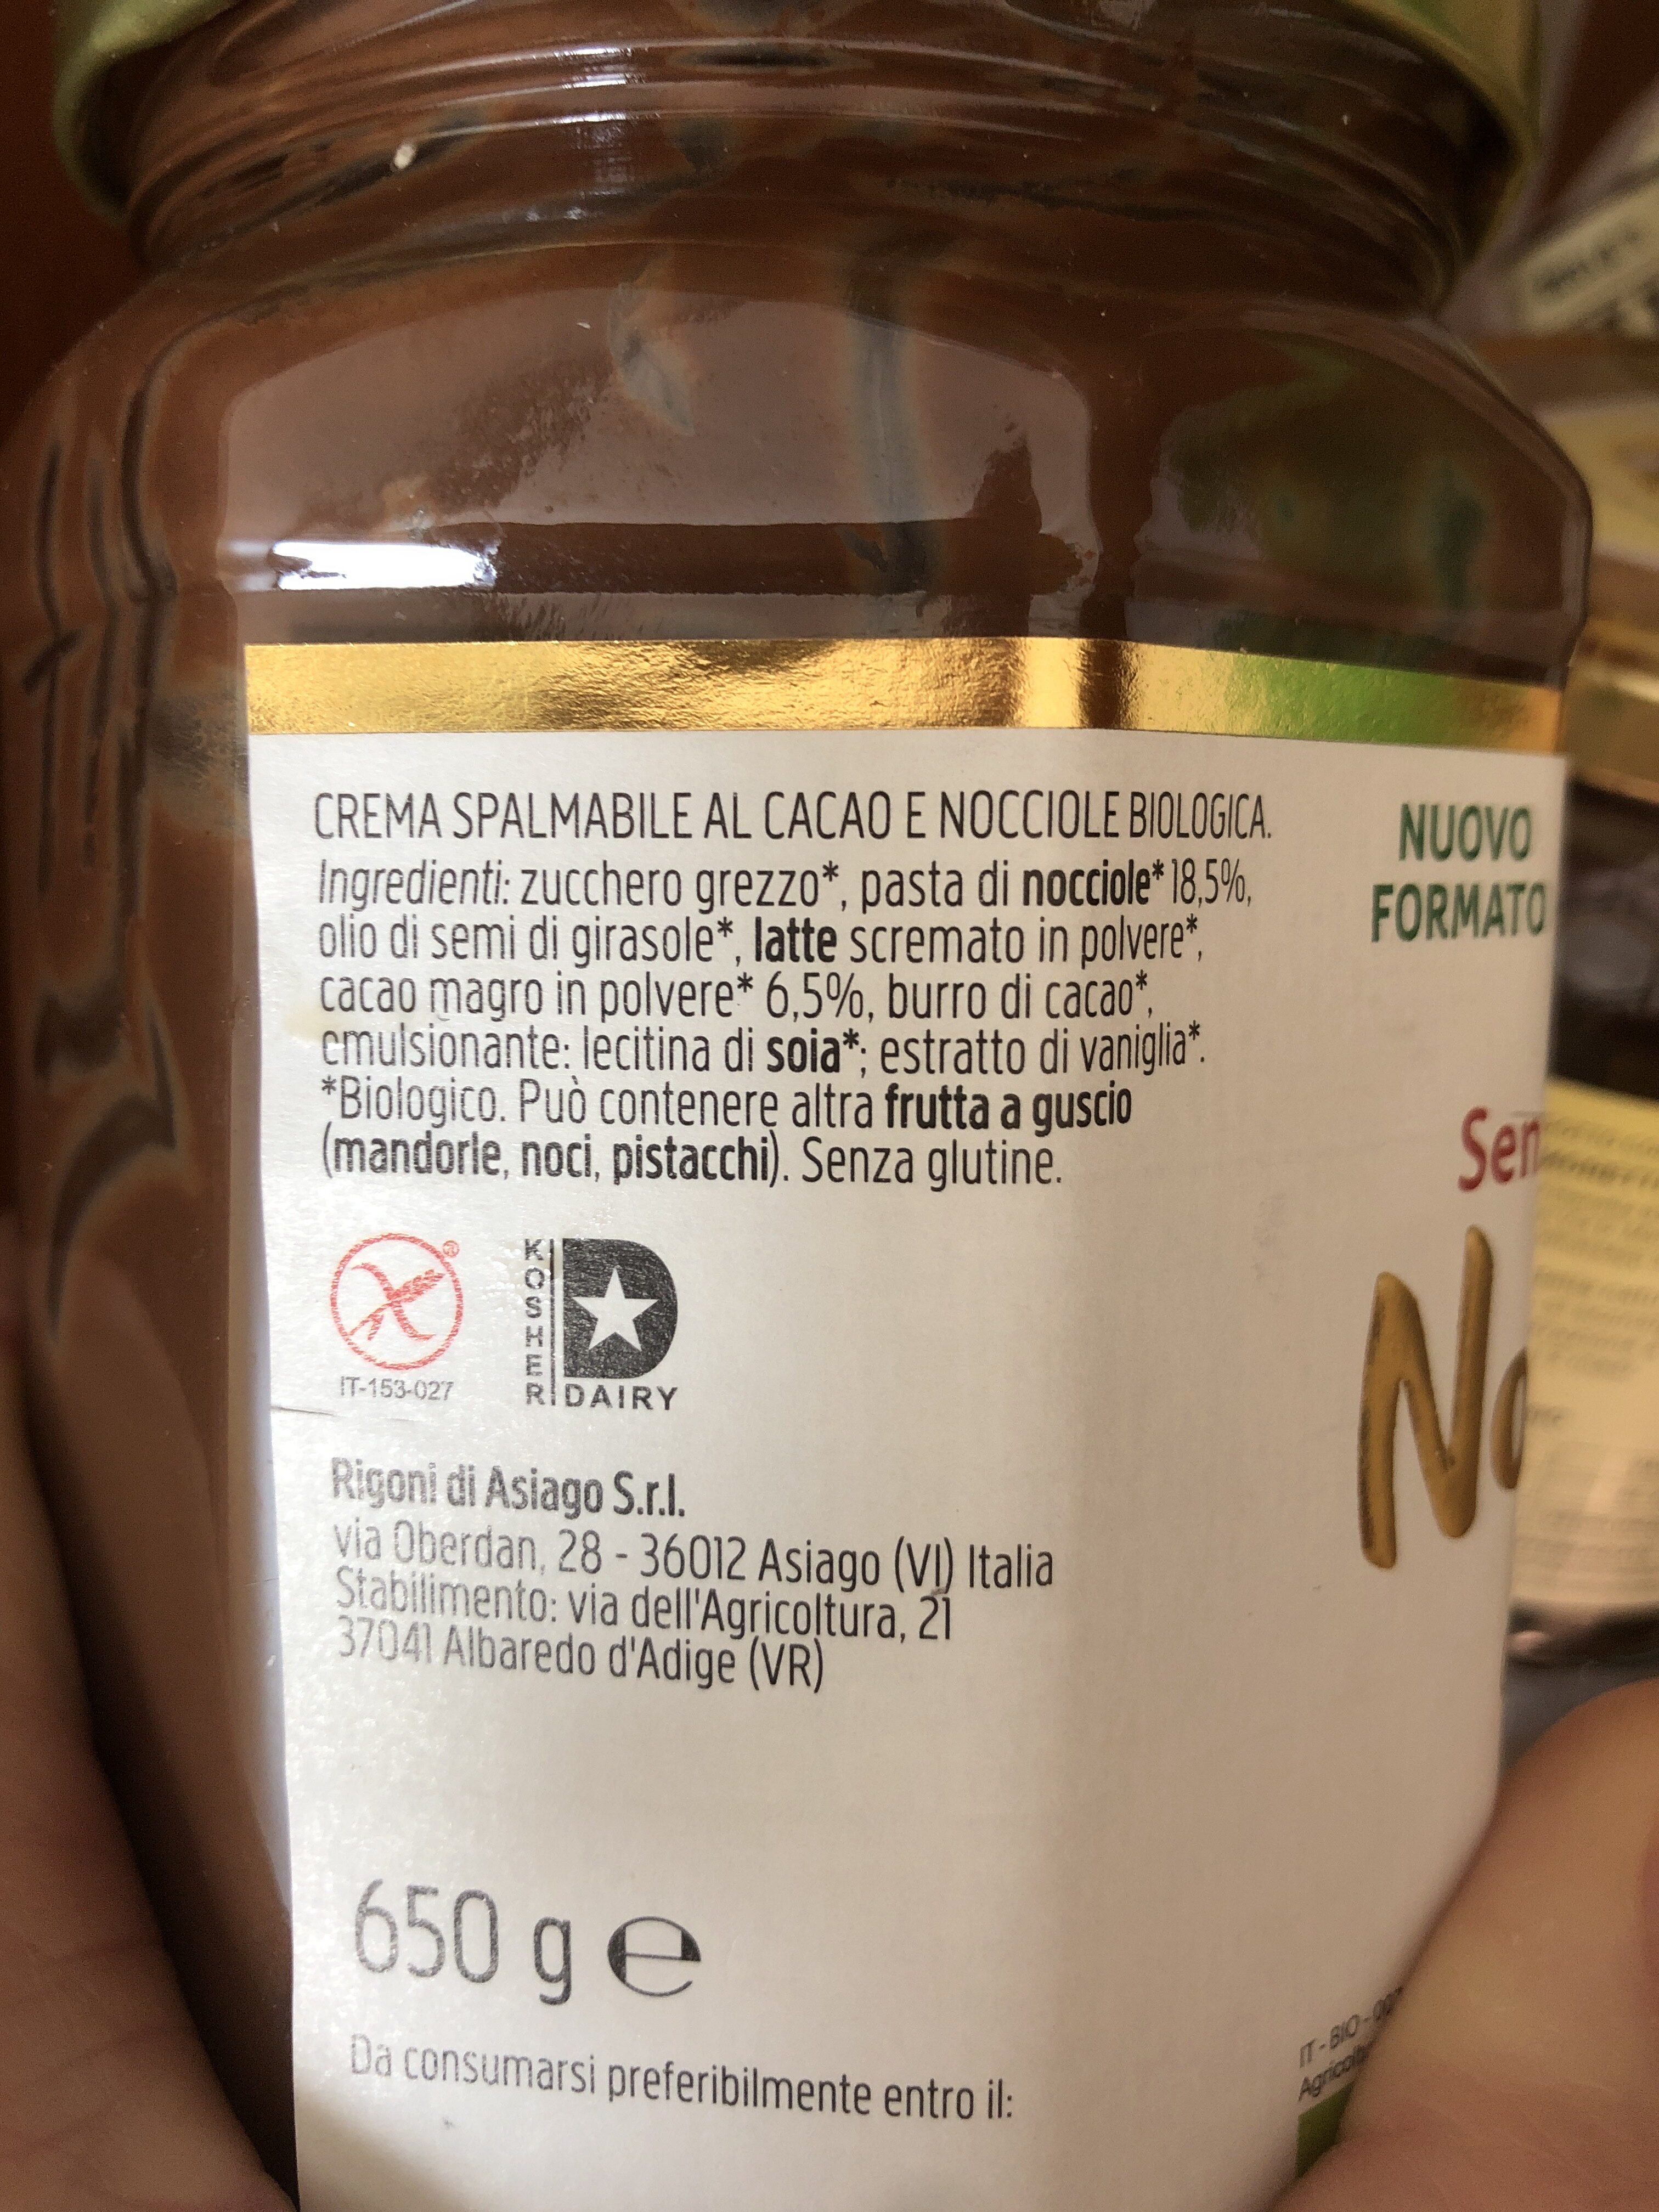 CREMA SPALMABILE AL CACAO E NOCCIOLE BIOLOGICA.
Ingredienti: zucchero grezzo*, pasta di nocciole* 18,5%,
olio di semi di girasole*, latte scremato in polvere*,
cacao magro in polvere* 6,5%, burro di cacao*,
emulsionante: lecitina di soia*; estratto di vaniglia*.
*Biologico. Può contenere altra frutta a guscio
(mandorle, noci, pistacchi). Senza glutine.
®
IT-153-027
KOSHER
D
DAIRY
Rigoni di Asiago S.r.l.
via Oberdan, 28 - 36012 Asiago (VI) Italia
Stabilimento: via dell'Agricoltura, 21
37041 Albaredo d'Adige (VR)
650 g e
Da consumarsi preferibilmente entro il:
NUOVO
FORMATO
Sen
No
IT-BIO-